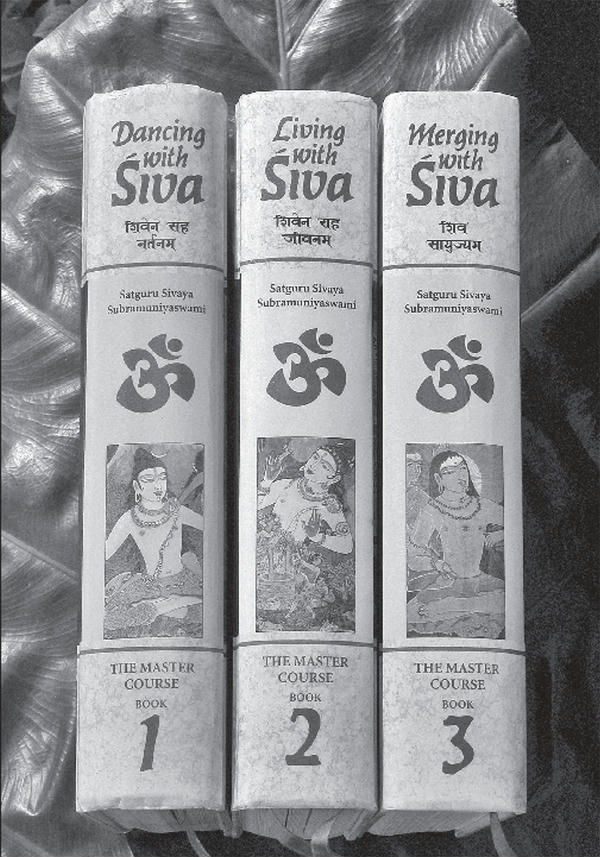 Dancing
with
Śiva
शिवेन सह
नर्तनम्
Satguru Sivaya
Subramuniyaswami
ॐ
THE MASTER
COURSE
BOOK
1
Living
with
Śiva
शिवेन सह
जीवनम्
Satguru Sivaya
Subramuniyaswami
ॐ
THE MASTER
COURSE
BOOK
2
Merging
with
Śiva
शिव
सायुज्यम्
Satguru Sivaya
Subramuniyaswami
ॐ
THE MASTER
COURSE
BOOK
3